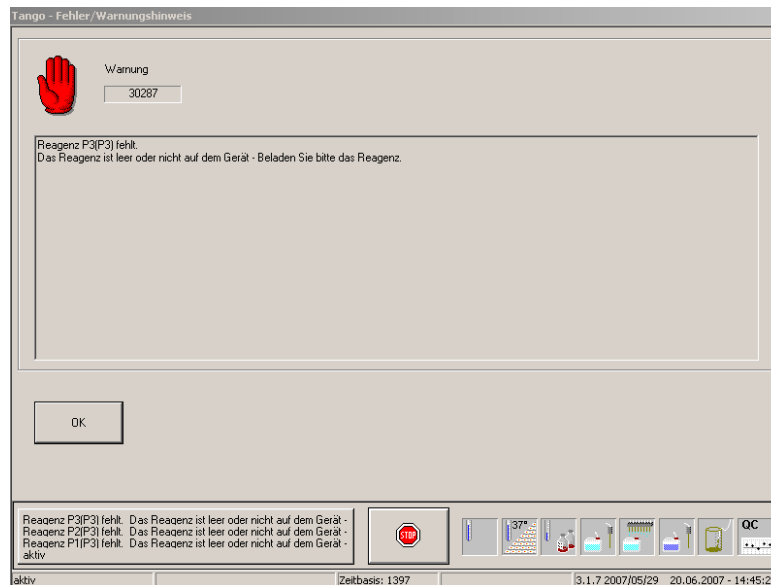 Tango - Fehler/Warnungshinweis
Warnung
30287
Reagenz P3(P3) fehlt.
Das Reagenz ist leer oder nicht auf dem Gerät - Beladen Sie bitte das Reagenz.
OK
Reagenz P3(P3) fehlt. Das Reagenz ist leer oder nicht auf dem Gerät -
Reagenz P2(P3) fehlt. Das Reagenz ist leer oder nicht auf dem Gerät -
Reagenz P1(P3) fehlt. Das Reagenz ist leer oder nicht auf dem Gerät -
aktiv
STOP
37°
QC
aktiv
Zeitbasis: 1397
3.1.7 2007/05/29 20.06.2007 - 14:45:2